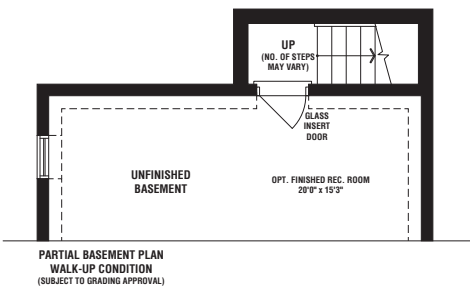 UP
(NO. OF STEPS
MAY VARY)
GLASS
INSERT
DOOR
UNFINISHED
BASEMENT
OPT. FINISHED REC. ROOM
20'0" x 15'3"
PARTIAL BASEMENT PLAN
WALK-UP CONDITION
(SUBJECT TO GRADING APPROVAL)